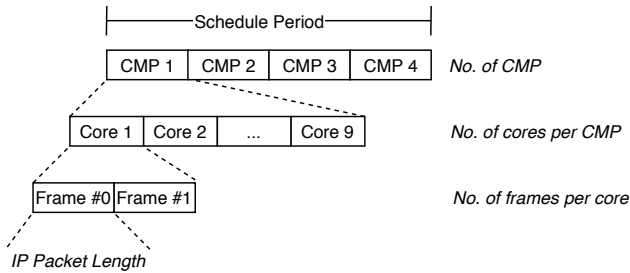 Schedule Period
CMP 1 CMP 2 CMP 3 CMP 4 No. of CMP
Core 1 Core 2 ... Core 9 No. of cores per CMP
Frame #0 Frame #1 No. of frames per core
IP Packet Length